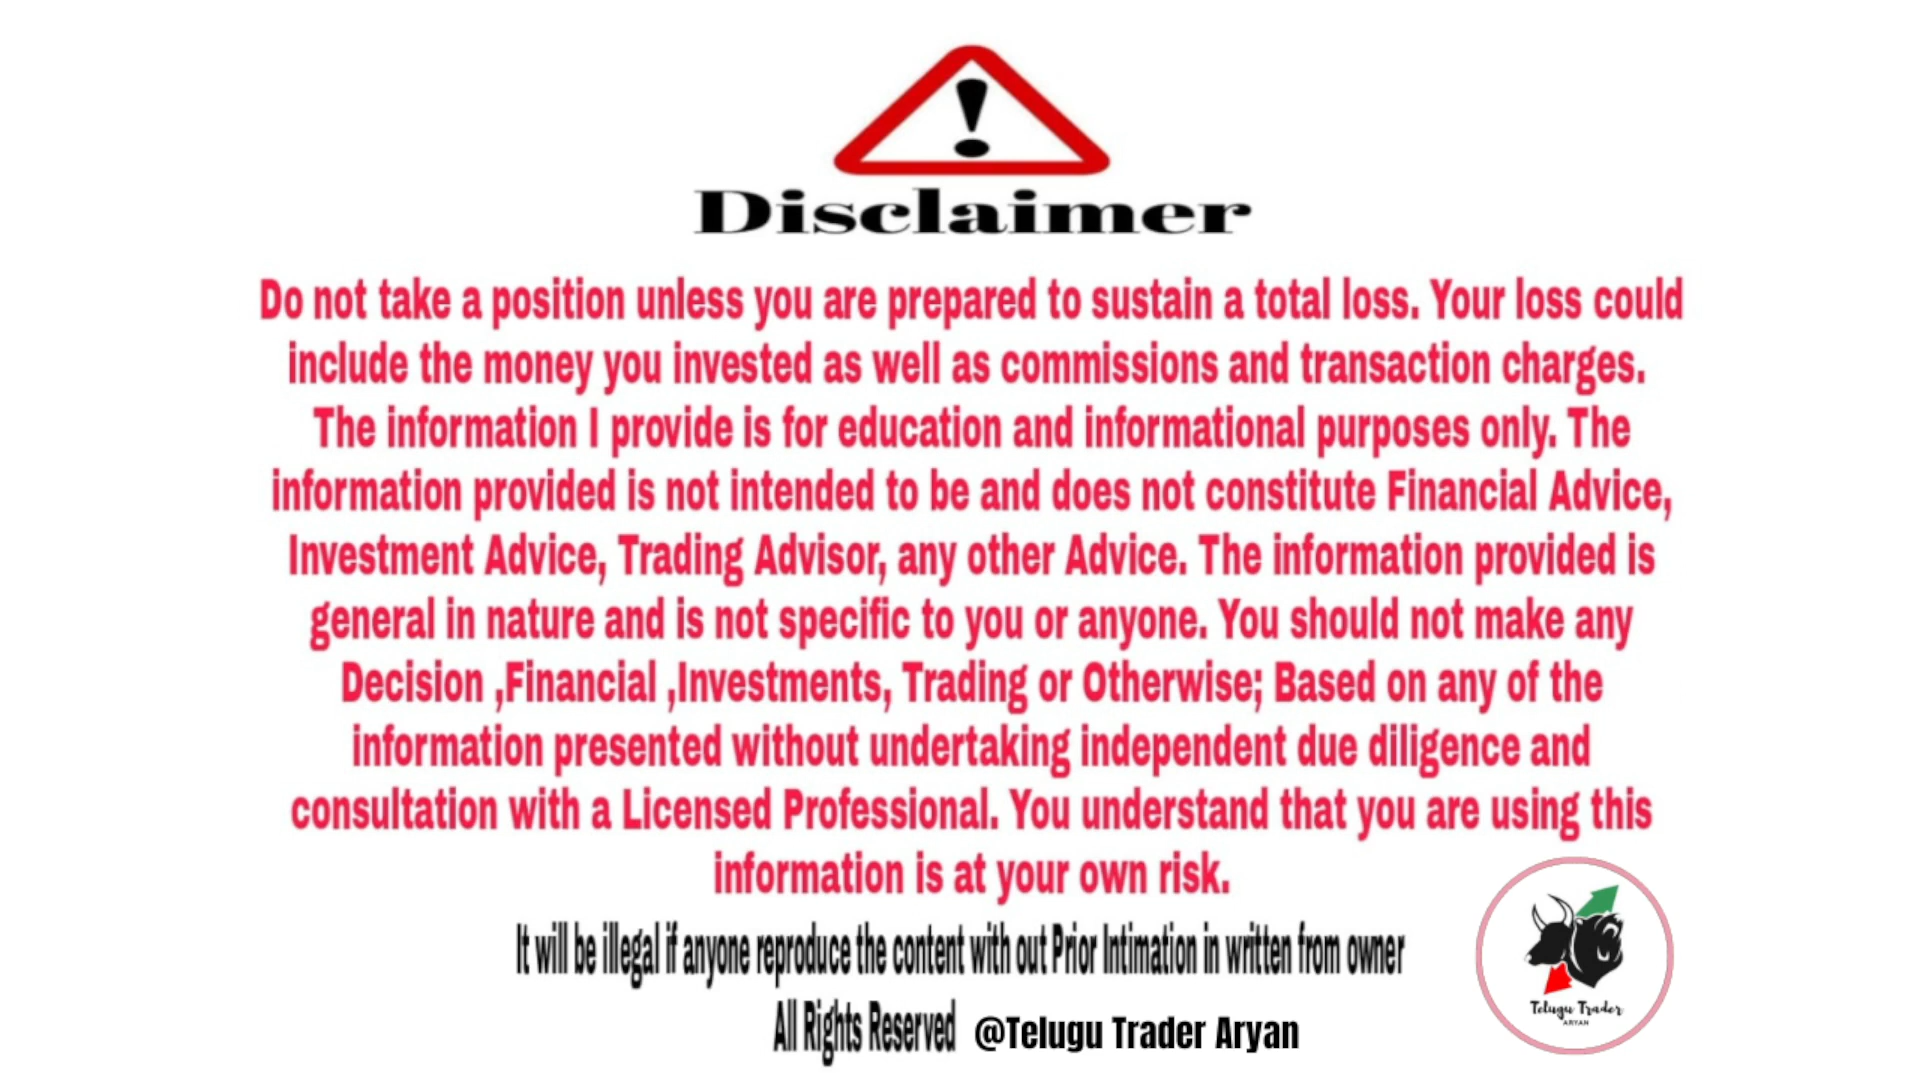 !
Disclaimer
Do not take a position unless you are prepared to sustain a total loss. Your loss could
include the money you invested as well as commissions and transaction charges.
The information I provide is for education and informational purposes only. The
information provided is not intended to be and does not constitute Financial Advice,
Investment Advice, Trading Advisor, any other Advice. The information provided is
general in nature and is not specific to you or anyone. You should not make any
Decision ,Financial ,Investments, Trading or Otherwise; Based on any of the
information presented without undertaking independent due diligence and
consultation with a Licensed Professional. You understand that you are using this
information is at your own risk.
It will be illegal if anyone reproduce the content with out Prior Intimation in written from owner
All Rights Reserved @Telugu Trader Aryan
Telugu Trader
ARYAN